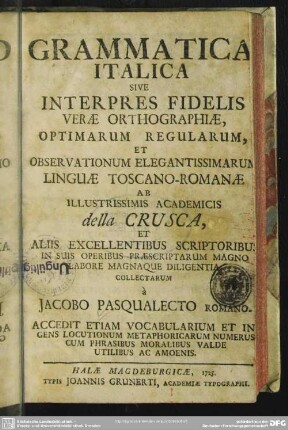 GRAMMATICA
ITALICA
SIVE
INTERPRES FIDELIS
VERÆ ORTHOGRAPHIÆ,
OPTIMARUM REGULARUM,
ET
OBSERVATIONUM ELEGANTISSIMARUM
LINGUÆ TOSCANO-ROMANÆ
AB
ILLUSTRISSIMIS ACADEMICIS
della CRUSCA,
ET
ALIIS EXCELLENTIBUS SCRIPTORIBUS
IN SUIS OPERIBUS PRÆSCRIPTARUM MAGNO
LABORE MAGNAQUE DILIGENTIA
COLLECTARUM
à
JACOBO PASQUALECTO ROMANO.
ACCEDIT ETIAM VOCABULARIUM ET IN
GENS LOCUTIONUM METAPHORICARUM NUMERUS
CUM PHRASIBUS MORALIBUS VALDE
UTILIBUS AC AMOENIS.
HALÆ MAGDEBURGICÆ,
TYPIS JOANNIS GRUNERTI, ACADEMIÆ TYPOGRAPHI.